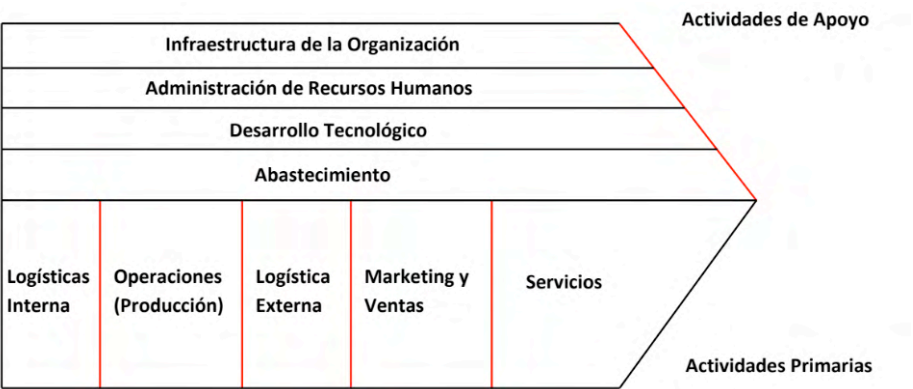 Actividades de Apoyo
Infraestructura de la Organización
Administración de Recursos Humanos
Desarrollo Tecnológico
Abastecimiento
Logísticas
Interna
Operaciones
(Producción)
Logística
Externa
Marketing y
Ventas
Servicios
Actividades Primarias